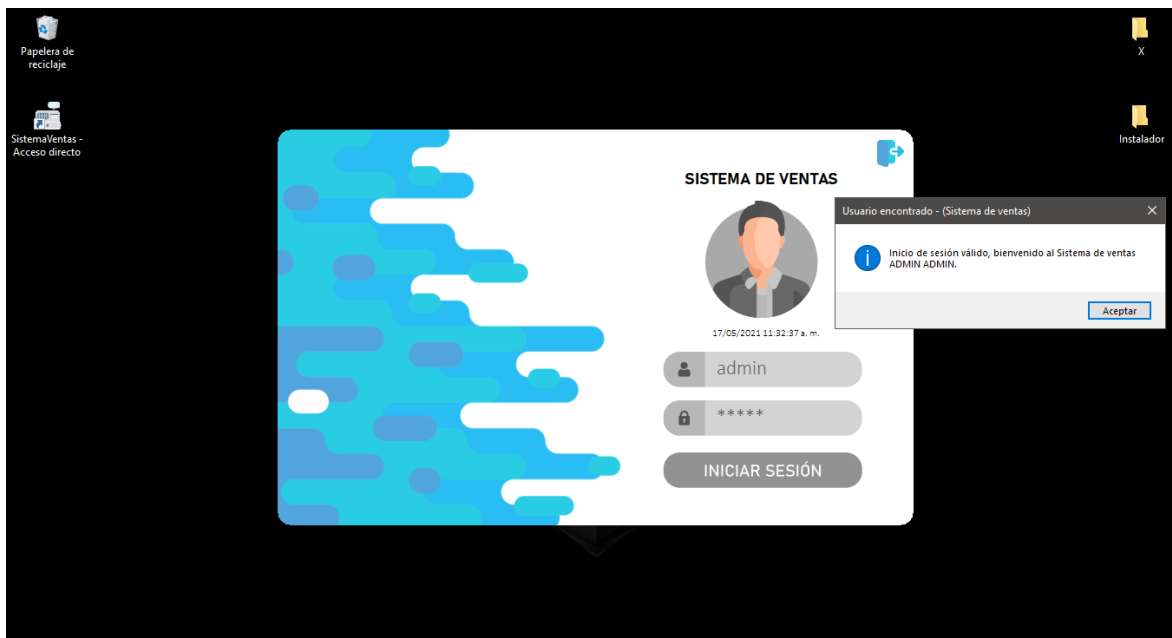 Papelera de
reciclaje
X
SistemaVentas -
Acceso directo
Instalador
SISTEMA DE VENTAS
Usuario encontrado - (Sistema de ventas)
Inicio de sesión válido, bienvenido al Sistema de ventas
ADMIN ADMIN.
Aceptar
17/05/2021 11:32:37 a. m.
admin
*****
INICIAR SESIÓN